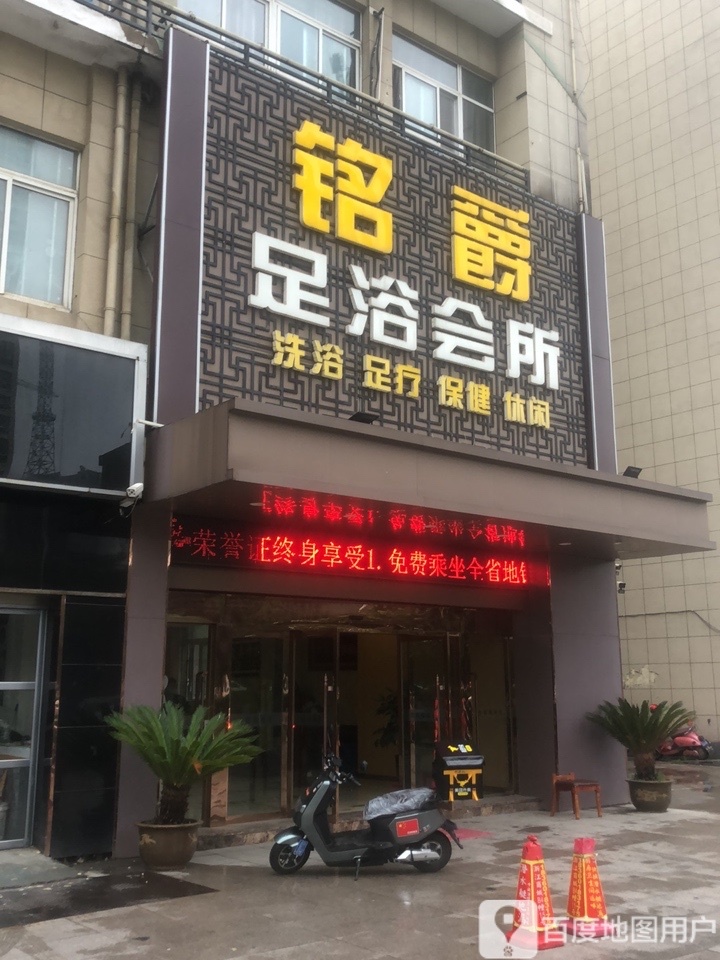 铭爵
足浴会所
洗浴 足疗 保健 休闲
荣誉证终身享受1.免费乘坐全省地铁
百度地图用户